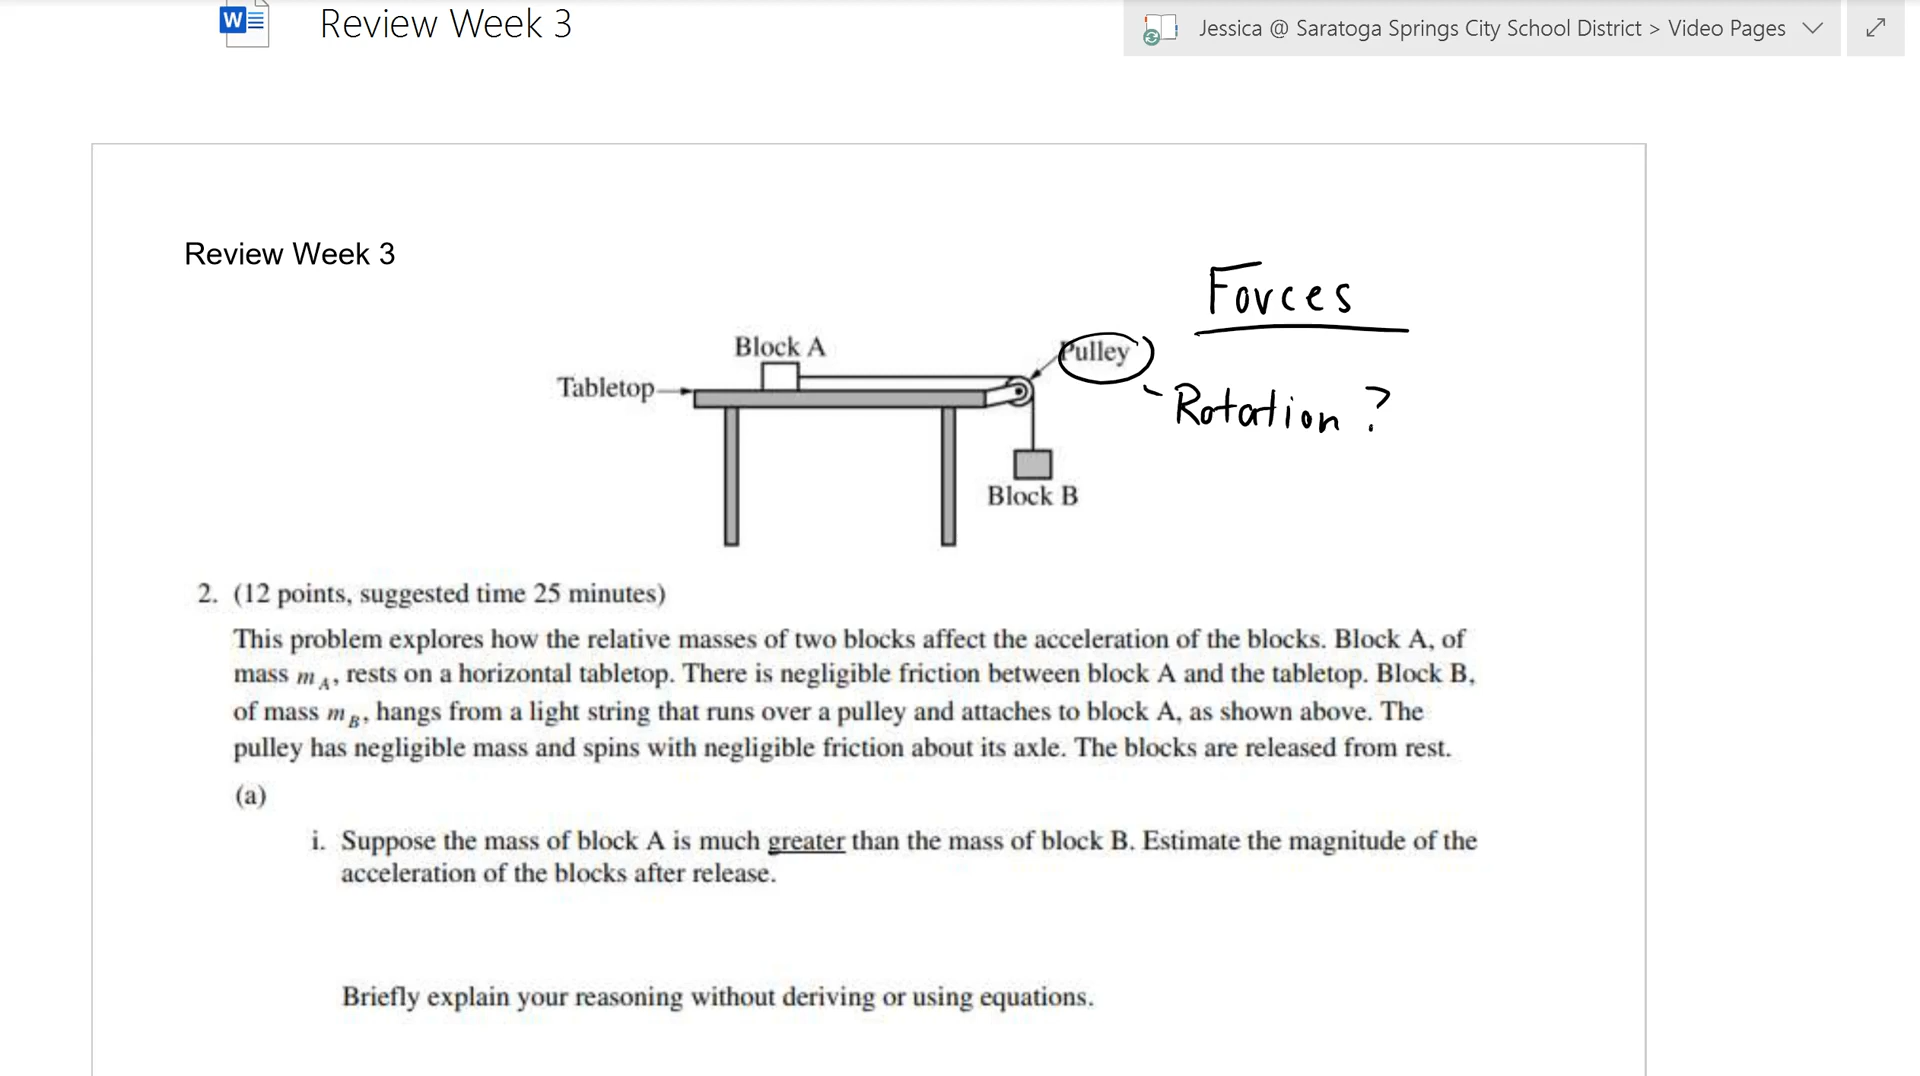 W
Review Week 3
Jessica @ Saratoga Springs City School District > Video Pages
Review Week 3
Forces
Block A
Pulley
Tabletop
Rotation ?
Block B
2. (12 points, suggested time 25 minutes)
This problem explores how the relative masses of two blocks affect the acceleration of the blocks. Block A, of
mass m_A, rests on a horizontal tabletop. There is negligible friction between block A and the tabletop. Block B,
of mass m_B, hangs from a light string that runs over a pulley and attaches to block A, as shown above. The
pulley has negligible mass and spins with negligible friction about its axle. The blocks are released from rest.
(a)
i. Suppose the mass of block A is much greater than the mass of block B. Estimate the magnitude of the
acceleration of the blocks after release.
Briefly explain your reasoning without deriving or using equations.